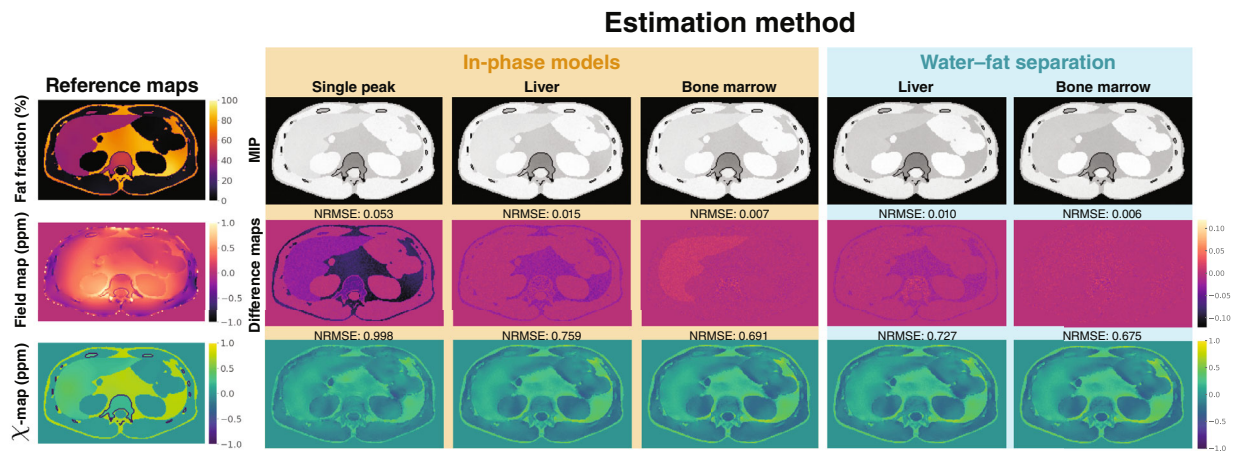 Estimation method
In-phase models
Water–fat separation
Reference maps
Single peak
Liver
Bone marrow
Liver
Bone marrow
Fat fraction (%)
100
80
60
40
20
0
MIP
NRMSE: 0.053
NRMSE: 0.015
NRMSE: 0.007
NRMSE: 0.010
NRMSE: 0.006
Field map (ppm)
1.0
0.5
0.0
−0.5
−1.0
Difference maps
0.10
0.05
0.00
−0.05
−0.10
NRMSE: 0.998
NRMSE: 0.759
NRMSE: 0.691
NRMSE: 0.727
NRMSE: 0.675
χ-map (ppm)
1.0
0.5
0.0
−0.5
−1.0
1.0
0.5
0.0
−0.5
−1.0